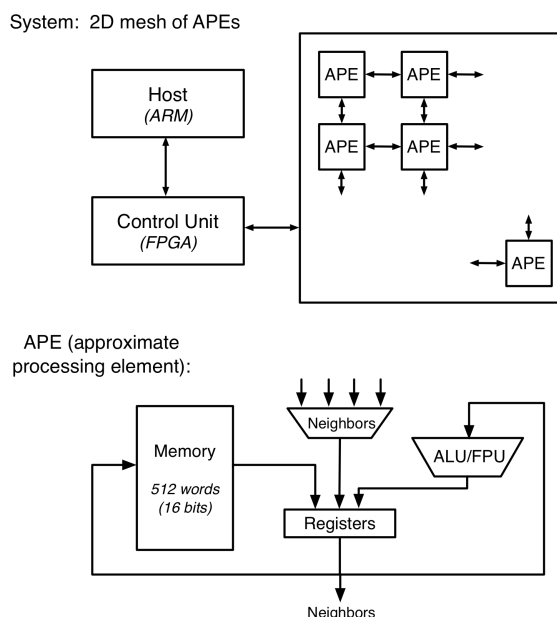 System: 2D mesh of APEs
Host
(ARM)
Control Unit
(FPGA)
APE
APE
APE
APE
APE
APE (approximate
processing element):
Memory
512 words
(16 bits)
Neighbors
ALU/FPU
Registers
Neighbors